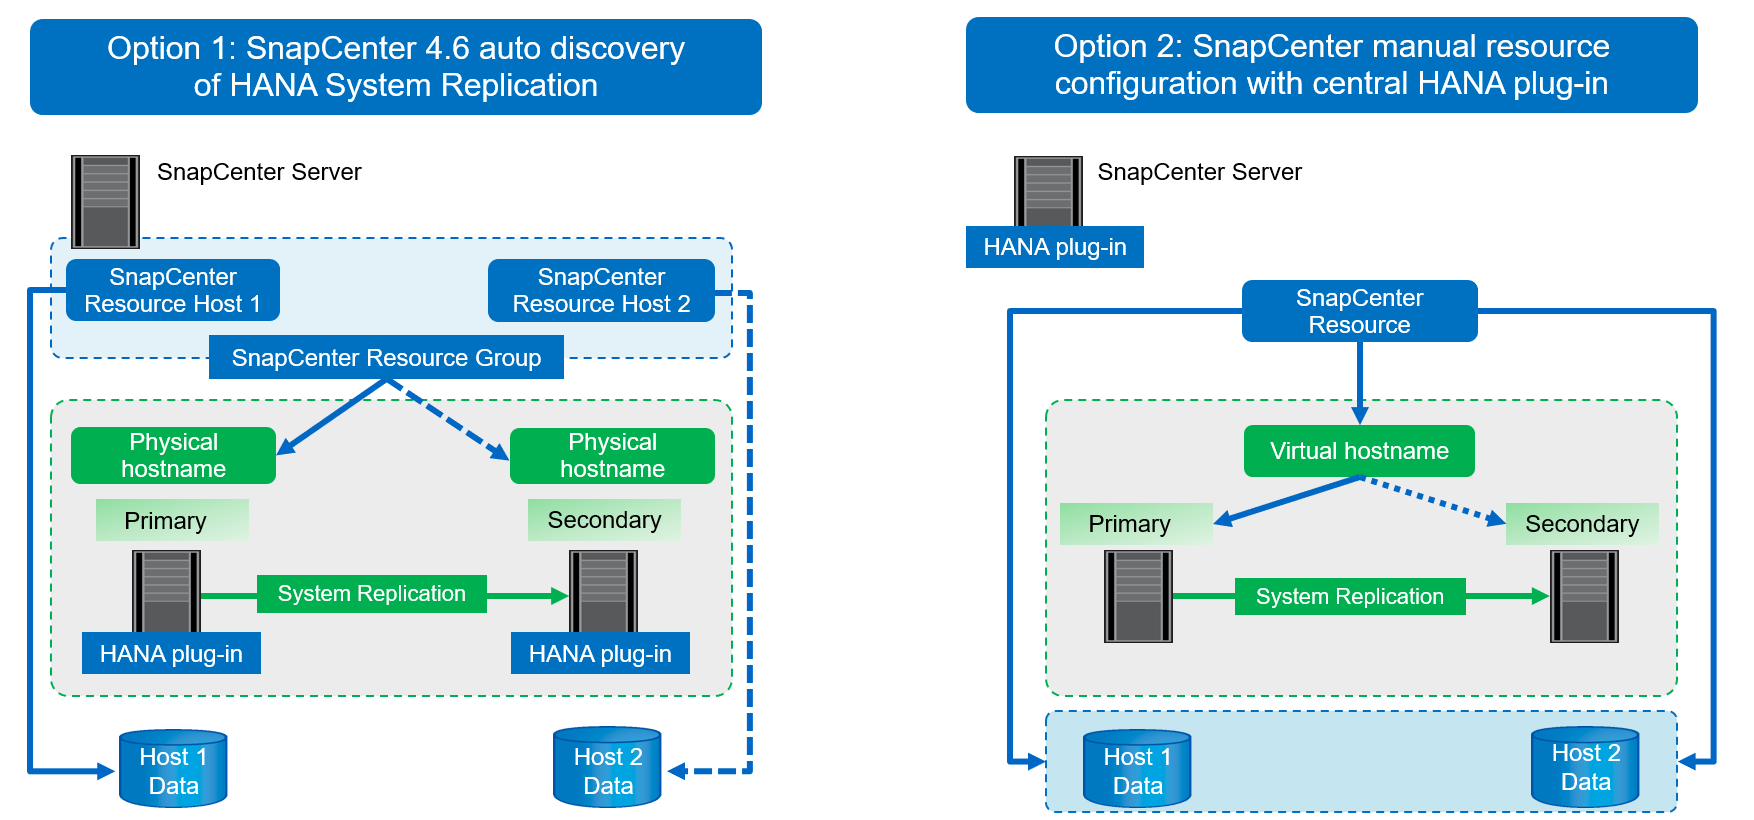 Option 1: SnapCenter 4.6 auto discovery
of HANA System Replication
SnapCenter Server
SnapCenter
Resource Host 1
SnapCenter
Resource Host 2
SnapCenter Resource Group
Physical
hostname
Physical
hostname
Primary
Secondary
System Replication
HANA plug-in
HANA plug-in
Host 1
Data
Host 2
Data
Option 2: SnapCenter manual resource
configuration with central HANA plug-in
SnapCenter Server
HANA plug-in
SnapCenter
Resource
Virtual hostname
Primary
Secondary
System Replication
Host 1
Data
Host 2
Data